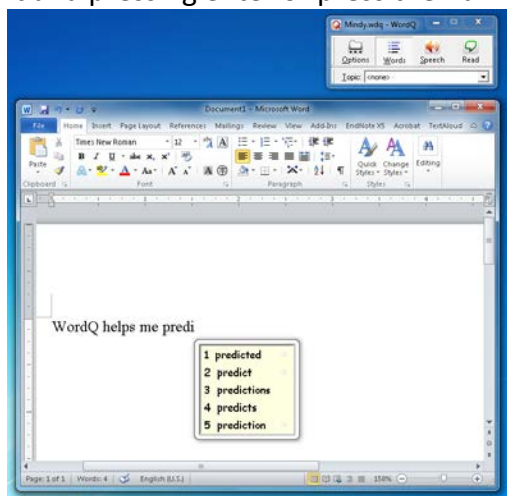 Mindy.wdq - WordQ
Options Words Speech Read
Topic: <none>
Document1 - Microsoft Word
File Home Insert Page Layout References Mailings Review View Add-Ins EndNote X5 Acrobat TextAloud
Times New Roman 12
Paste
Quick Styles Change Styles Editing
Clipboard Font Paragraph Styles
WordQ helps me predi
1 predicted
2 predict
3 predictions
4 predicts
5 prediction
Page: 1 of 1 Words: 4 English (U.S.) 150%